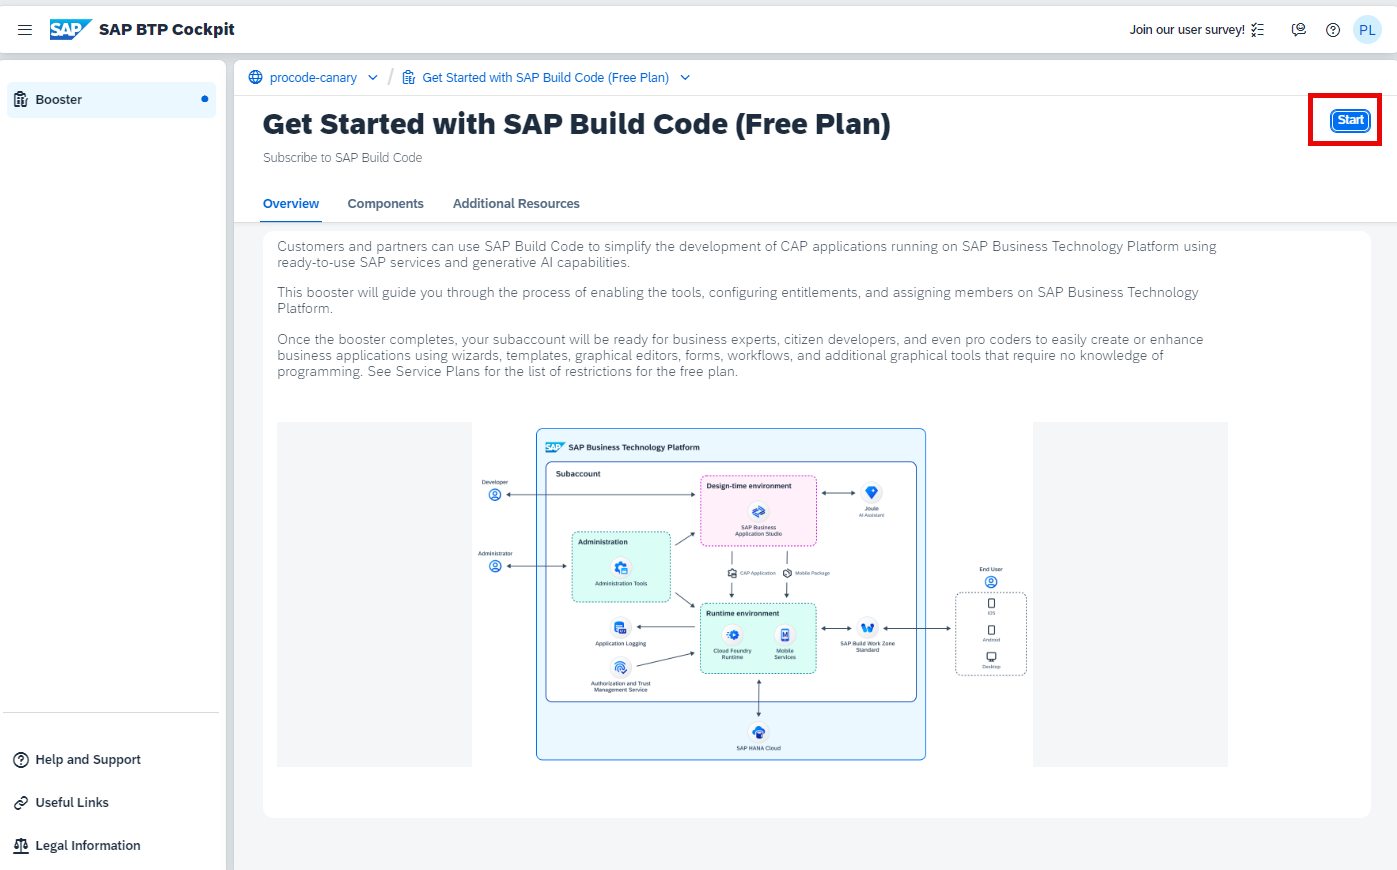 SAP SAP BTP Cockpit
Join our user survey!
PL
Booster
procode-canary / Get Started with SAP Build Code (Free Plan)
Get Started with SAP Build Code (Free Plan)
Start
Subscribe to SAP Build Code
Overview Components Additional Resources
Customers and partners can use SAP Build Code to simplify the development of CAP applications running on SAP Business Technology Platform using
ready-to-use SAP services and generative AI capabilities.
This booster will guide you through the process of enabling the tools, configuring entitlements, and assigning members on SAP Business Technology
Platform.
Once the booster completes, your subaccount will be ready for business experts, citizen developers, and even pro coders to easily create or enhance
business applications using wizards, templates, graphical editors, forms, workflows, and additional graphical tools that require no knowledge of
programming. See Service Plans for the list of restrictions for the free plan.
SAP SAP Business Technology Platform
Subaccount
Developer
Design-time environment
SAP Business
Application Studio
Joule
AI Assistant
Administrator
Administration
Administration Tools
CAP Application
Mobile Package
End User
iOS
Android
Desktop
Runtime environment
Cloud Foundry
Runtime
Mobile
Services
Application Logging
SAP Build Work Zone
Standard
Authorization and Trust
Management Service
SAP HANA Cloud
Help and Support
Useful Links
Legal Information